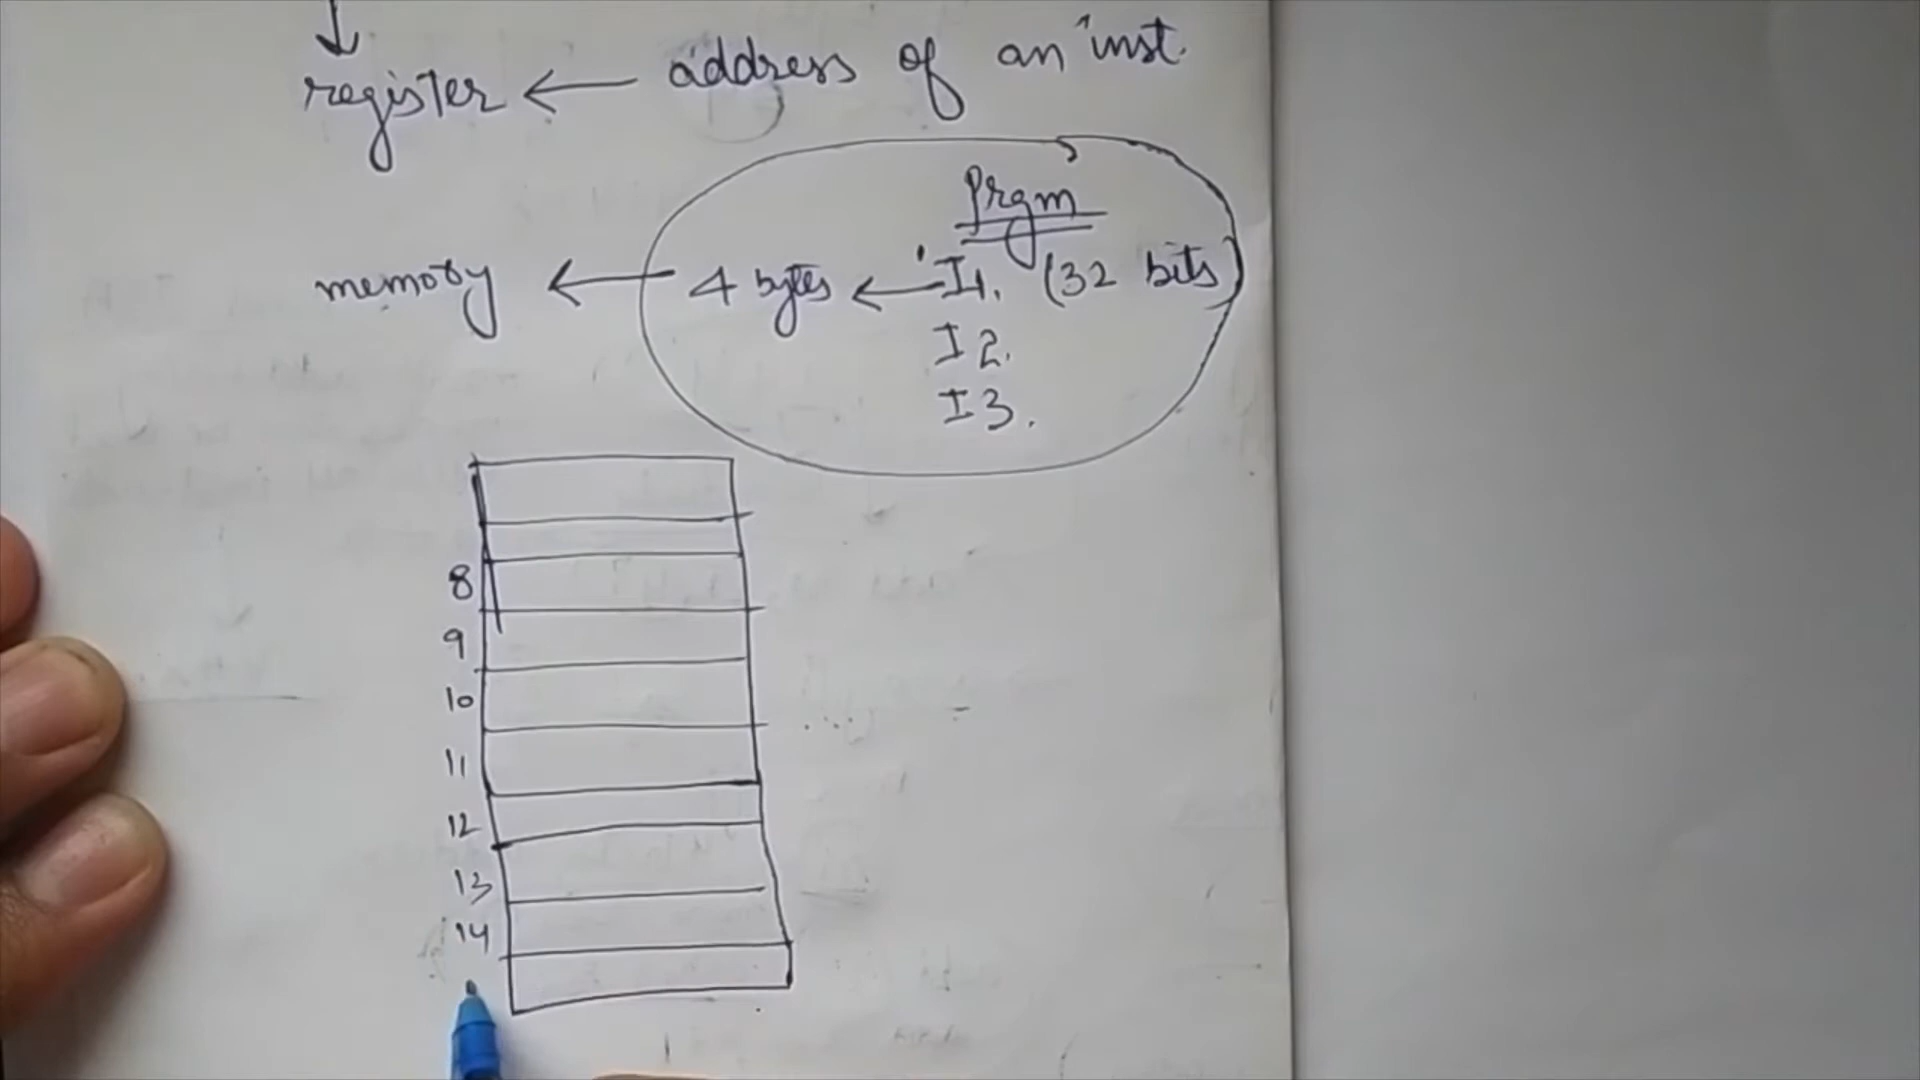 register ← address of an inst.
Prgm
memory ← 4 bytes ← I1. (32 bits)
I2.
I3.
8
9
10
11
12
13
14